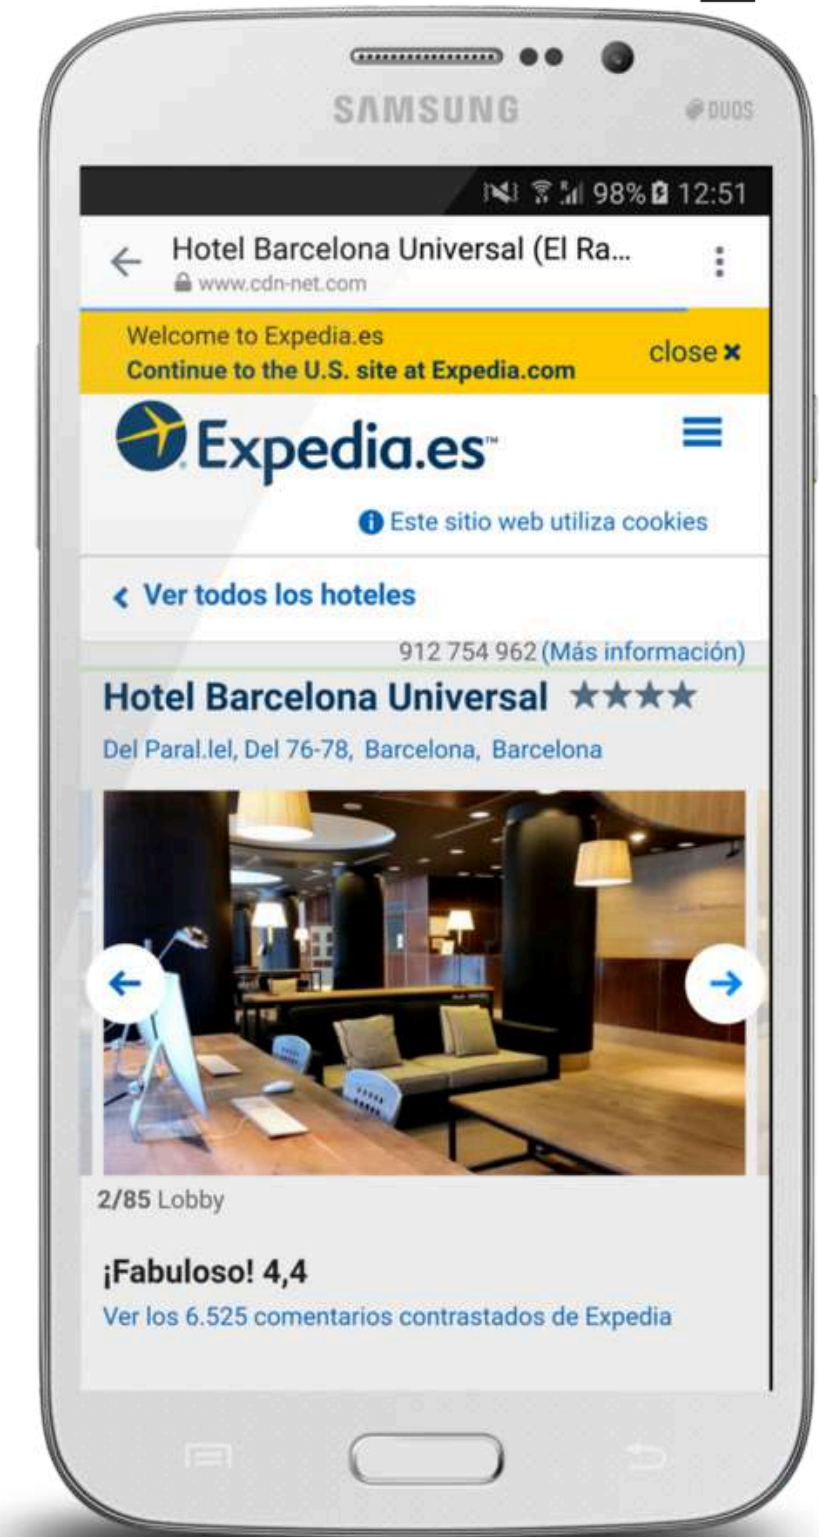 SAMSUNG
DUOS
98% 12:51
Hotel Barcelona Universal (El Ra...
www.cdn-net.com
Welcome to Expedia.es
Continue to the U.S. site at Expedia.com
close ×
Expedia.es™
Este sitio web utiliza cookies
Ver todos los hoteles
912 754 962 (Más información)
Hotel Barcelona Universal ★★★★
Del Paral.lel, Del 76-78, Barcelona, Barcelona
2/85 Lobby
¡Fabuloso! 4,4
Ver los 6.525 comentarios contrastados de Expedia